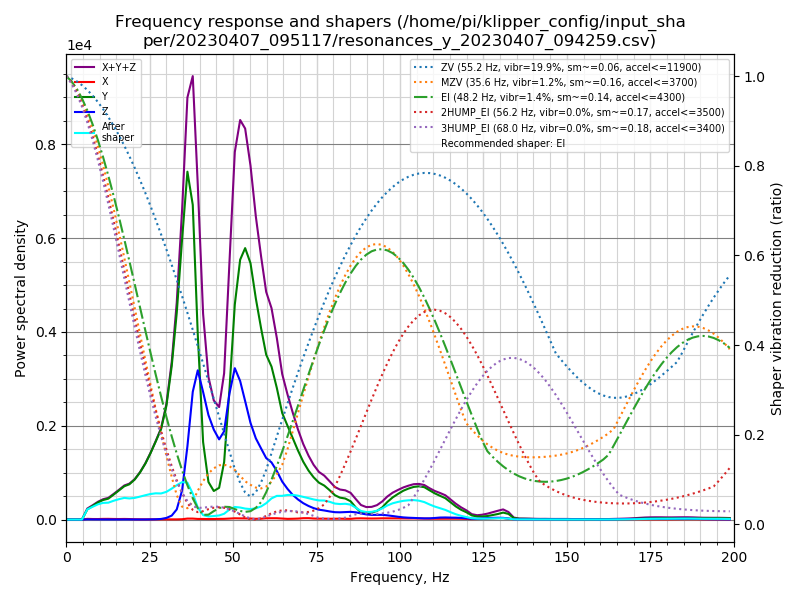 Frequency response and shapers (/home/pi/klipper_config/input_sha
per/20230407_095117/resonances_y_20230407_094259.csv)
1e4
X+Y+Z
X
Y
Z
After
shaper
ZV (55.2 Hz, vibr=19.9%, sm~=0.06, accel<=11900)
MZV (35.6 Hz, vibr=1.2%, sm~=0.16, accel<=3700)
EI (48.2 Hz, vibr=1.4%, sm~=0.14, accel<=4300)
2HUMP_EI (56.2 Hz, vibr=0.0%, sm~=0.17, accel<=3500)
3HUMP_EI (68.0 Hz, vibr=0.0%, sm~=0.18, accel<=3400)
Recommended shaper: EI
Power spectral density
0.8
0.6
0.4
0.2
0.0
1.0
0.8
0.6
0.4
0.2
0.0
Shaper vibration reduction (ratio)
0 25 50 75 100 125 150 175 200
Frequency, Hz